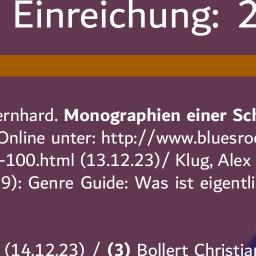 Einreichung: 2
ernhard. Monographien einer Sch
Online unter: http://www.bluesro
-100.html (13.12.23)/ Klug, Alex
9): Genre Guide: Was ist eigentli
(14.12.23) / (3) Bollert Christian